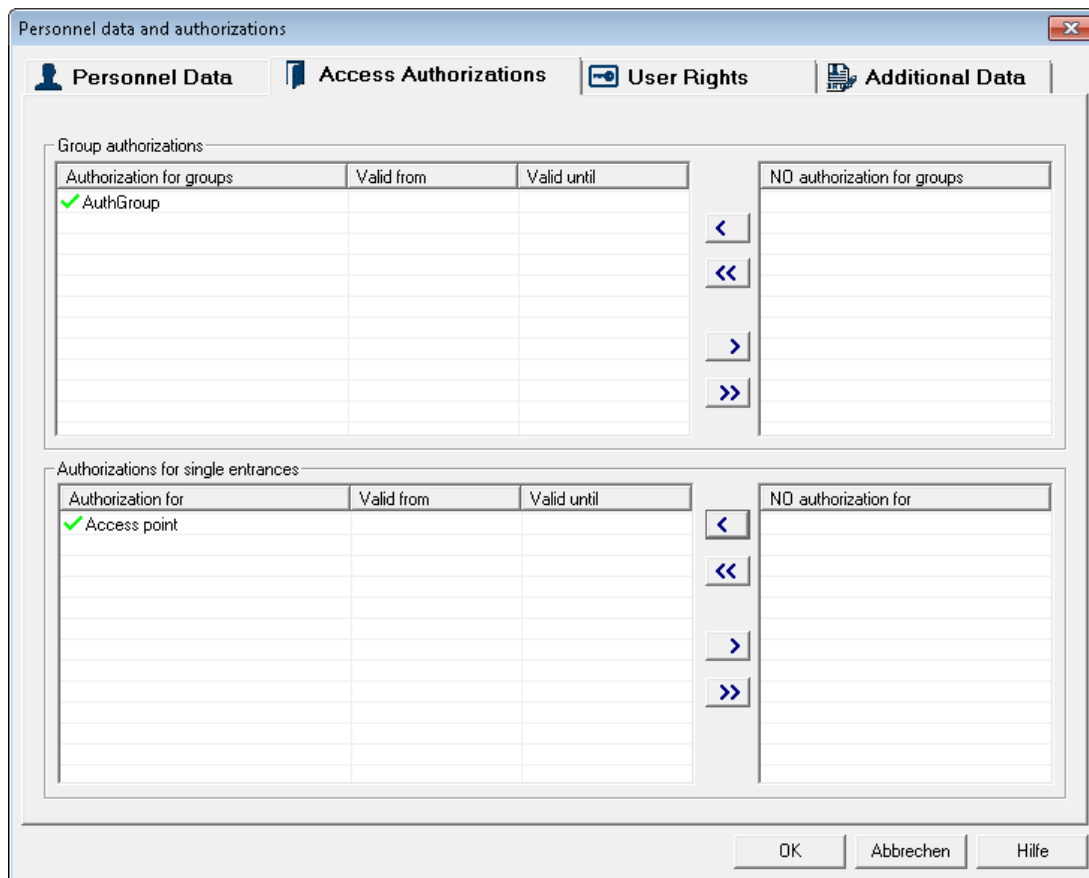 Personnel data and authorizations
Personnel Data Access Authorizations User Rights Additional Data
Group authorizations
Authorization for groups Valid from Valid until NO authorization for groups
AuthGroup
<
<<
>
>>
Authorizations for single entrances
Authorization for Valid from Valid until NO authorization for
Access point
<
<<
>
>>
OK Abbrechen Hilfe